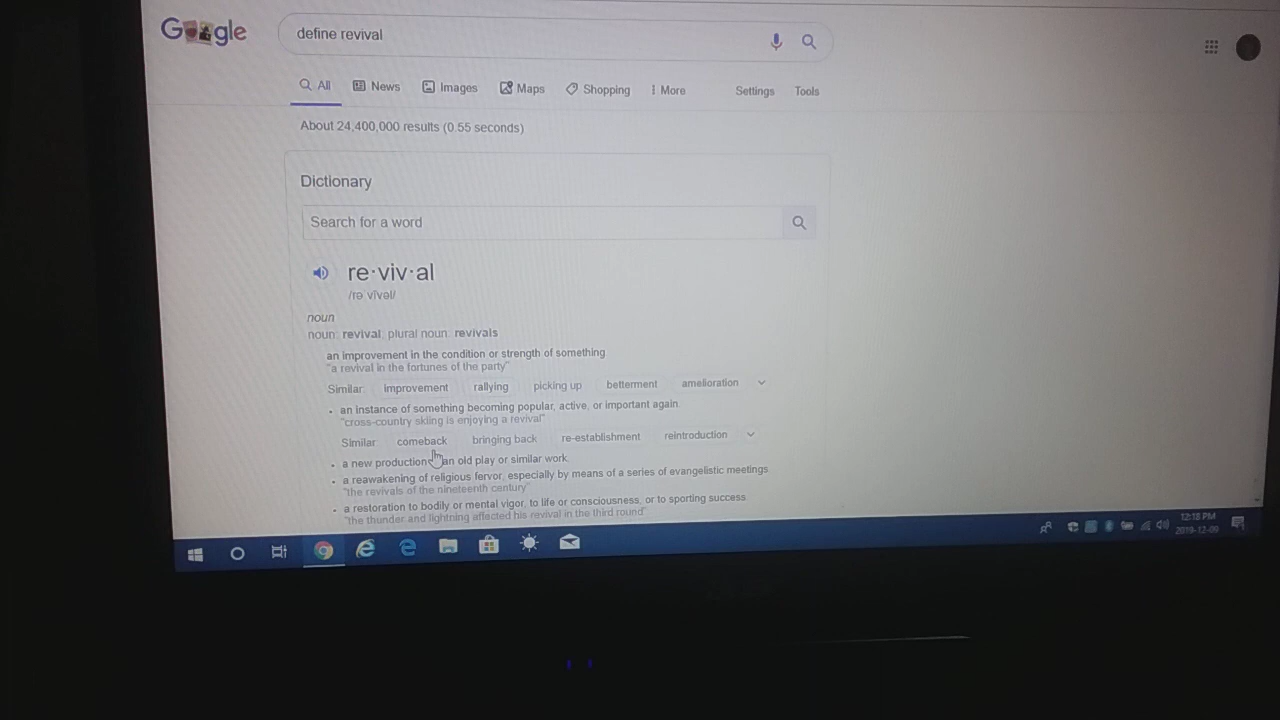 Google
define revival
All News Images Maps Shopping More Settings Tools
About 24,400,000 results (0.55 seconds)
Dictionary
Search for a word
re·viv·al
/rəˈvīvəl/
noun
noun: revival; plural noun: revivals
an improvement in the condition or strength of something.
"a revival in the fortunes of the party"
Similar: improvement rallying picking up betterment amelioration
• an instance of something becoming popular, active, or important again.
"cross-country skiing is enjoying a revival"
Similar: comeback bringing back re-establishment reintroduction
• a new production an old play or similar work.
• a reawakening of religious fervor, especially by means of a series of evangelistic meetings.
"the revivals of the nineteenth century"
• a restoration to bodily or mental vigor, to life or consciousness, or to sporting success.
"the thunder and lightning affected his revival in the third round"
12:18 PM
2019-12-09